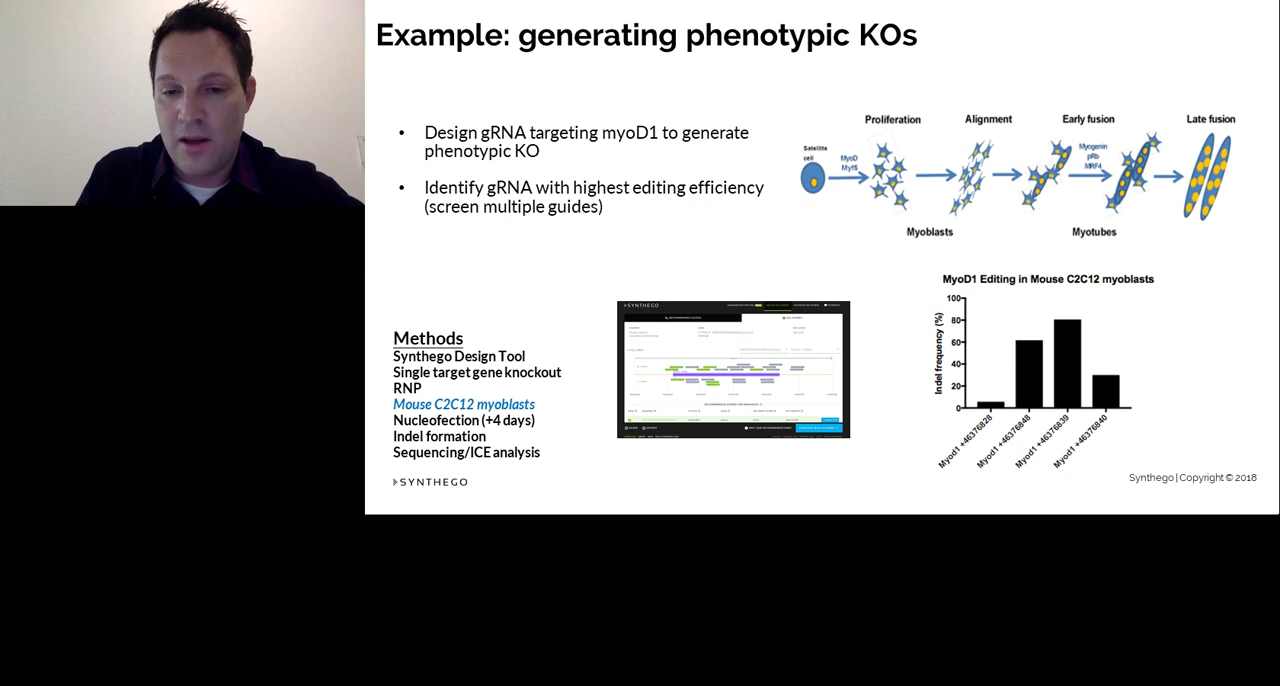 Example: generating phenotypic KOs
• Design gRNA targeting myoD1 to generate
phenotypic KO
• Identify gRNA with highest editing efficiency
(screen multiple guides)
Proliferation
Alignment
Early fusion
Late fusion
Satellite
cell
MyoD
Myf5
Myogenin
pRb
MRF4
Myoblasts
Myotubes
Methods
Synthego Design Tool
Single target gene knockout
RNP
Mouse C2C12 myoblasts
Nucleofection (+4 days)
Indel formation
Sequencing/ICE analysis
SYNTHEGO
SYNTHEGO
MyoD1 Editing in Mouse C2C12 myoblasts
Indel frequency (%)
100
80
60
40
20
0
Myod1 +46376828
Myod1 +46376848
Myod1 +46376839
Myod1 +46376840
Synthego | Copyright © 2018